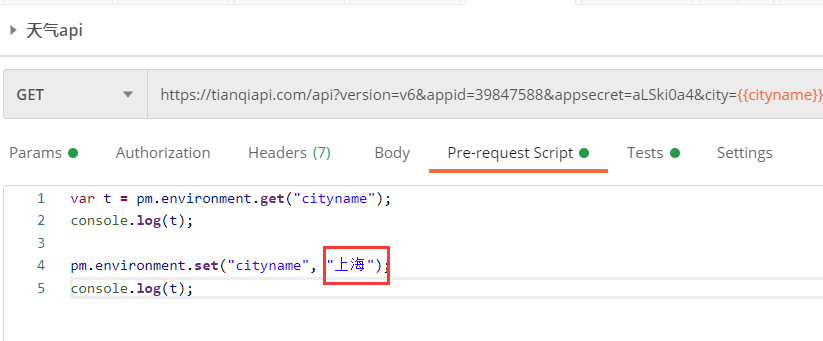 天气api
GET
https://tianqiapi.com/api?version=v6&appid=39847588&appsecret=aLSki0a4&city={{cityname}}
Params Authorization Headers (7) Body Pre-request Script Tests Settings
1 var t = pm.environment.get("cityname");
2 console.log(t);
3
4 pm.environment.set("cityname", "上海");
5 console.log(t);